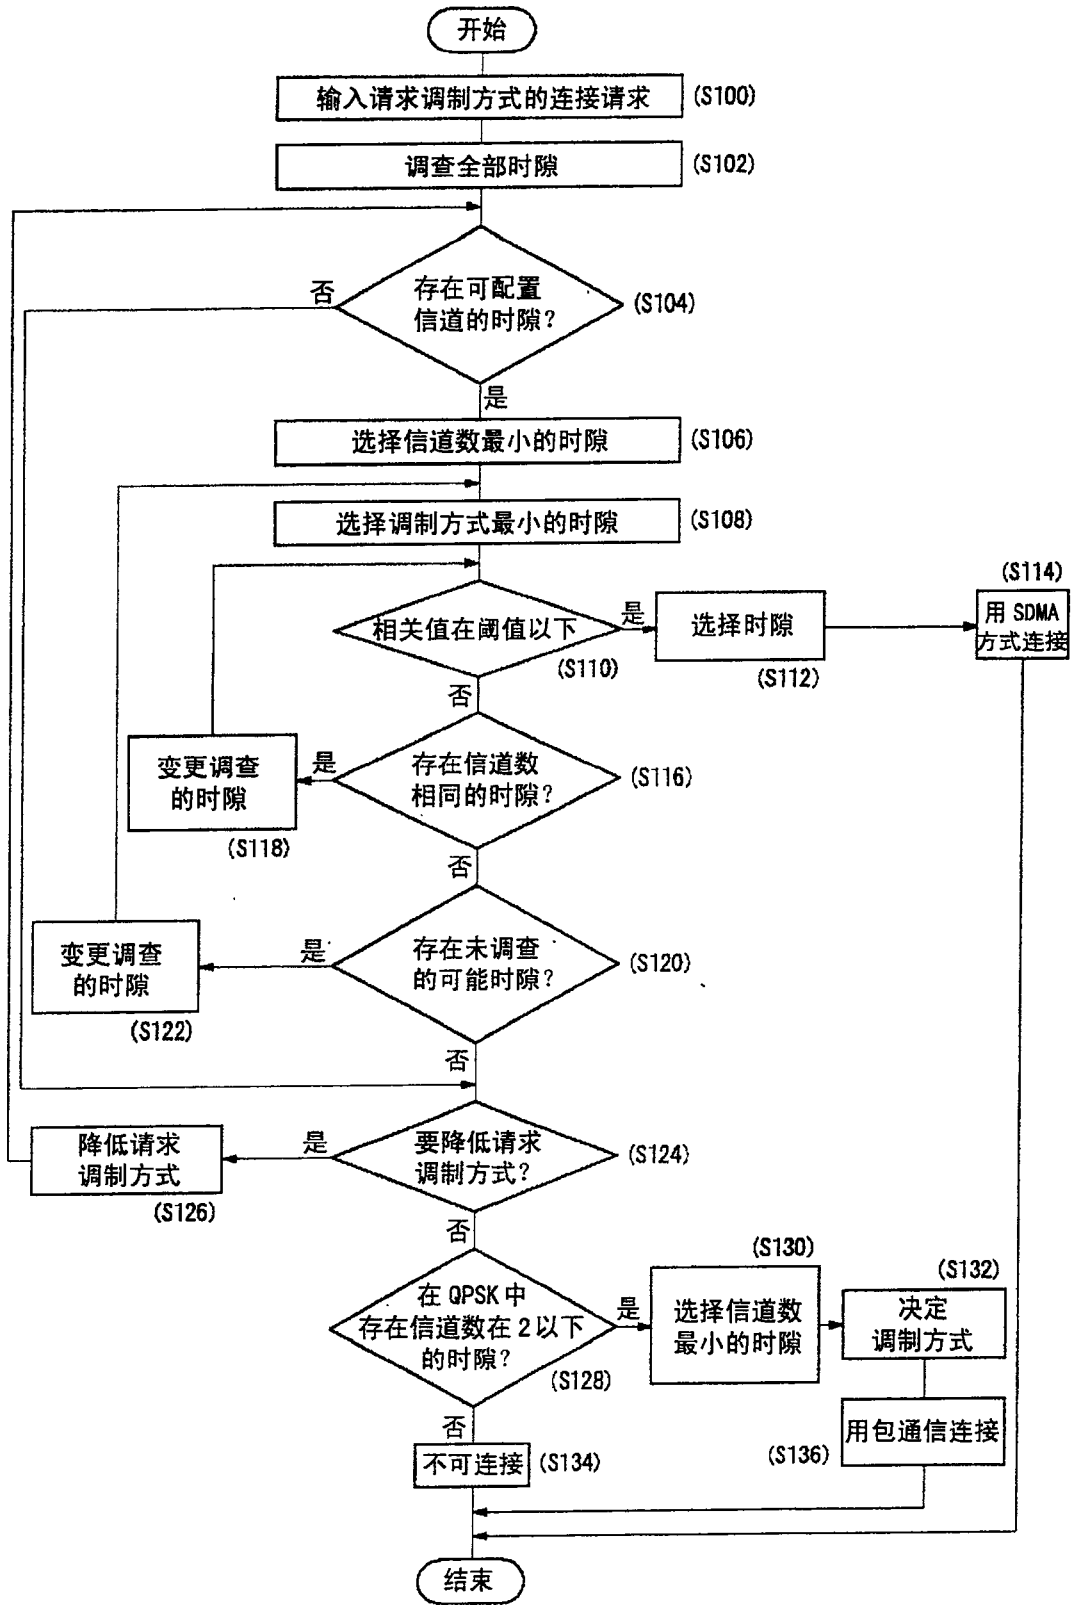 开始
输入请求调制方式的连接请求
(S100)
调查全部时隙
(S102)
否
存在可配置
信道的时隙?
(S104)
是
选择信道数最小的时隙
(S106)
选择调制方式最小的时隙
(S108)
相关值在阈值以下
(S110)
是
选择时隙
(S112)
(S114)
用 SDMA
方式连接
否
存在信道数
相同的时隙?
(S116)
是
变更调查
的时隙
(S118)
否
存在未调查
的可能时隙?
(S120)
是
变更调查
的时隙
(S122)
否
要降低请求
调制方式?
(S124)
是
降低请求
调制方式
(S126)
否
在 QPSK 中
存在信道数在 2 以下
的时隙?
(S128)
是
(S130)
选择信道数
最小的时隙
(S132)
决定
调制方式
用包通信连接
(S136)
否
不可连接
(S134)
结束